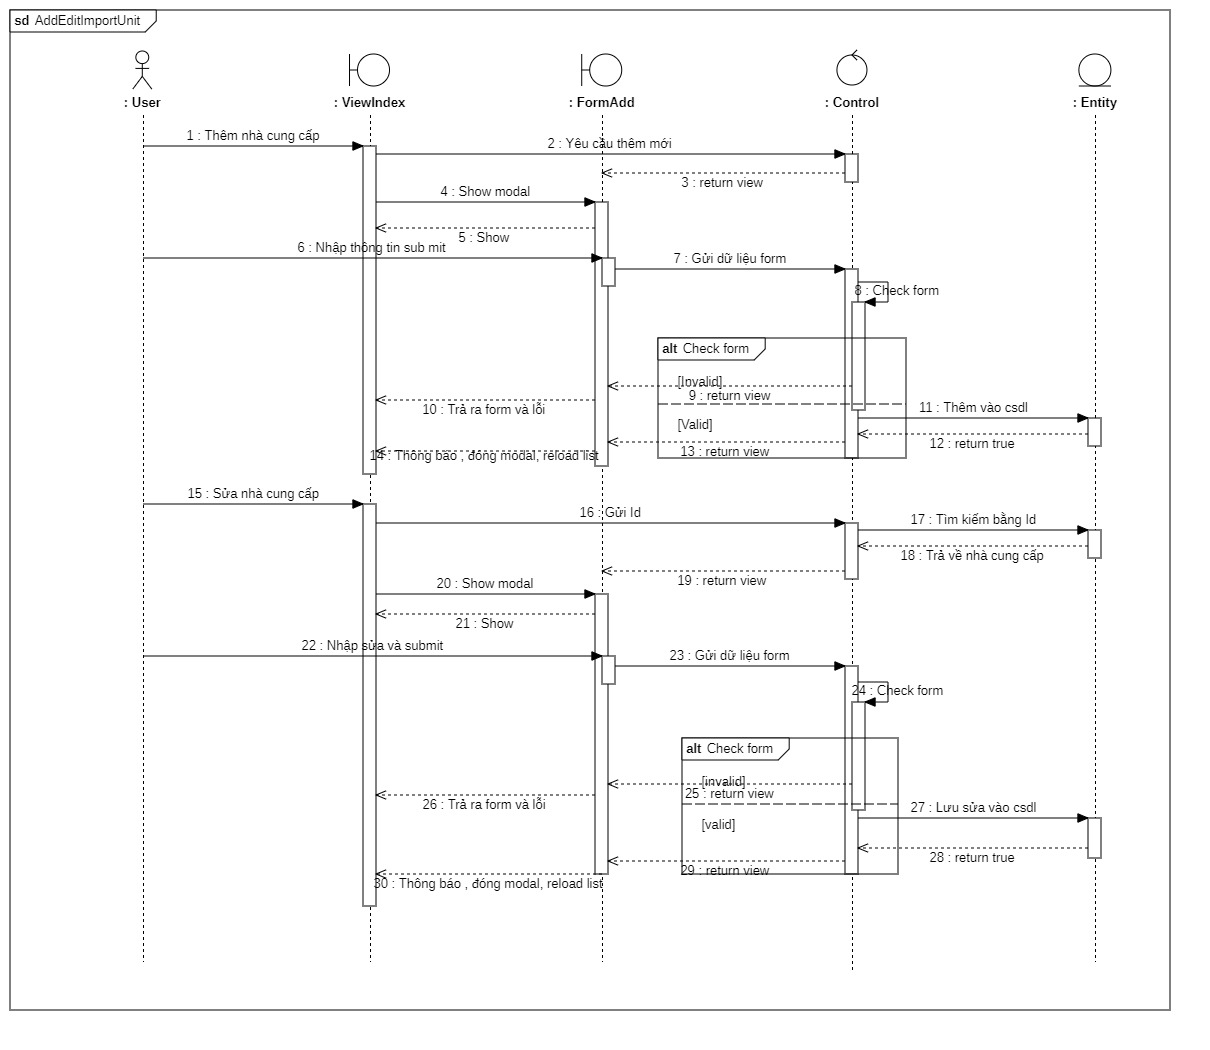 sd AddEditImportUnit
: User
: ViewIndex
: FormAdd
: Control
: Entity
1 : Thêm nhà cung cấp
2 : Yêu cầu thêm mới
3 : return view
4 : Show modal
5 : Show
6 : Nhập thông tin sub mit
7 : Gửi dữ liệu form
8 : Check form
alt Check form
[Invalid]
9 : return view
10 : Trả ra form và lỗi
11 : Thêm vào csdl
[Valid]
12 : return true
13 : return view
14 : Thông báo , đóng modal, reload list
15 : Sửa nhà cung cấp
16 : Gửi Id
17 : Tìm kiếm bằng Id
18 : Trả về nhà cung cấp
19 : return view
20 : Show modal
21 : Show
22 : Nhập sửa và submit
23 : Gửi dữ liệu form
24 : Check form
alt Check form
[invalid]
25 : return view
26 : Trả ra form và lỗi
27 : Lưu sửa vào csdl
[valid]
28 : return true
29 : return view
30 : Thông báo , đóng modal, reload list